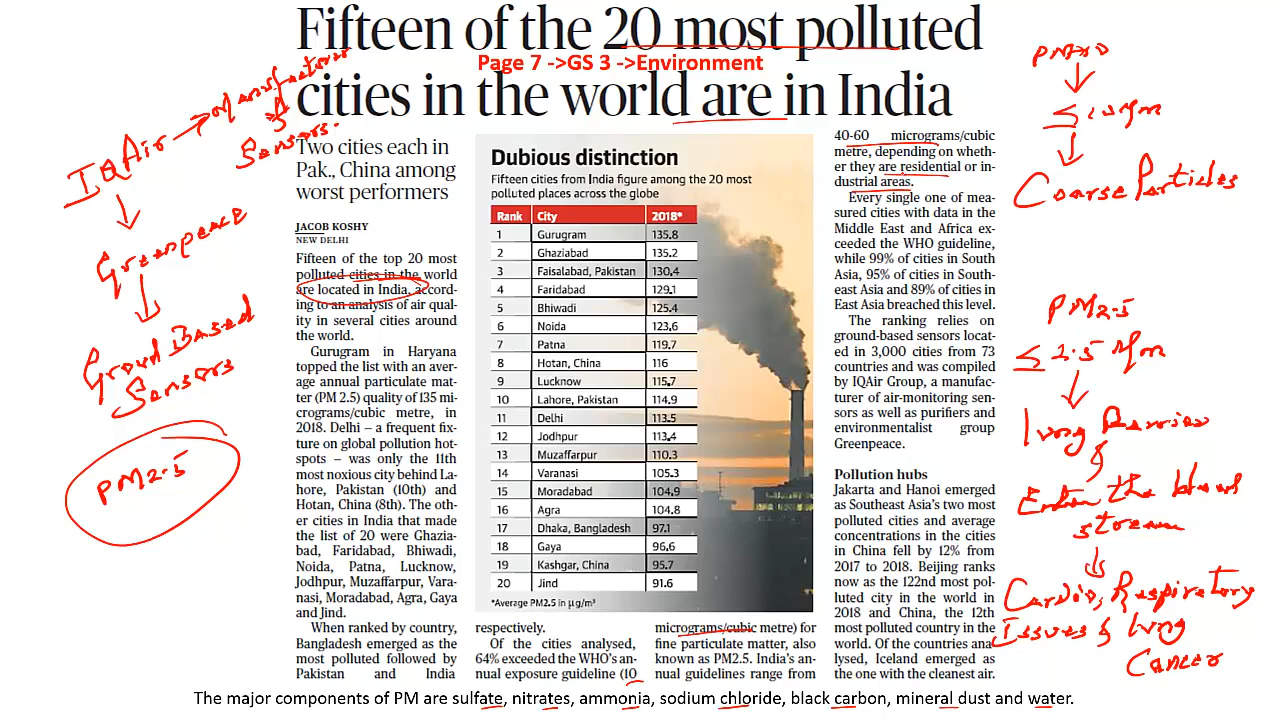 Fifteen of the 20 most polluted
Page 7 ->GS 3 ->Environment
cities in the world are in India
IQAir → Manufacturer
of
Sensors.
Greenpeace
Ground Based
Sensors
PM2.5
Two cities each in
Pak., China among
worst performers
JACOB KOSHY
NEW DELHI
Fifteen of the top 20 most
polluted cities in the world
are located in India, accord-
ing to an analysis of air qual-
ity in several cities around
the world.
Gurugram in Haryana
topped the list with an aver-
age annual particulate mat-
ter (PM 2.5) quality of 135 mi-
crograms/cubic metre, in
2018. Delhi – a frequent fix-
ture on global pollution hot-
spots – was only the 11th
most noxious city behind La-
hore, Pakistan (10th) and
Hotan, China (8th). The oth-
er cities in India that made
the list of 20 were Ghazia-
bad, Faridabad, Bhiwadi,
Noida, Patna, Lucknow,
Jodhpur, Muzaffarpur, Vara-
nasi, Moradabad, Agra, Gaya
and Jind.
When ranked by country,
Bangladesh emerged as the
most polluted followed by
Pakistan and India
Dubious distinction
Fifteen cities from India figure among the 20 most
polluted places across the globe
Rank City 2018*
1 Gurugram 135.8
2 Ghaziabad 135.2
3 Faisalabad, Pakistan 130.4
4 Faridabad 129.1
5 Bhiwadi 125.4
6 Noida 123.6
7 Patna 119.7
8 Hotan, China 116
9 Lucknow 115.7
10 Lahore, Pakistan 114.9
11 Delhi 113.5
12 Jodhpur 113.4
13 Muzaffarpur 110.3
14 Varanasi 105.3
15 Moradabad 104.9
16 Agra 104.8
17 Dhaka, Bangladesh 97.1
18 Gaya 96.6
19 Kashgar, China 95.7
20 Jind 91.6
*Average PM2.5 in µg/m³
respectively.
Of the cities analysed,
64% exceeded the WHO's an-
nual exposure guideline (10
micrograms/cubic metre) for
fine particulate matter, also
known as PM2.5. India's an-
nual guidelines range from
40-60 micrograms/cubic
metre, depending on wheth-
er they are residential or in-
dustrial areas.
Every single one of mea-
sured cities with data in the
Middle East and Africa ex-
ceeded the WHO guideline,
while 99% of cities in South
Asia, 95% of cities in South-
east Asia and 89% of cities in
East Asia breached this level.
The ranking relies on
ground-based sensors locat-
ed in 3,000 cities from 73
countries and was compiled
by IQAir Group, a manufac-
turer of air-monitoring sen-
sors as well as purifiers and
environmentalist group
Greenpeace.
Pollution hubs
Jakarta and Hanoi emerged
as Southeast Asia's two most
polluted cities and average
concentrations in the cities
in China fell by 12% from
2017 to 2018. Beijing ranks
now as the 122nd most pol-
luted city in the world in
2018 and China, the 12th
most polluted country in the
world. Of the countries ana-
lysed, Iceland emerged as
the one with the cleanest air.
PM10
≤ 10 µm
Coarse Particles
PM2.5
≤ 2.5 µm
lung Barrier
&
Enter the blood
stream
Cardio, Respiratory
Issues & lung
Cancer
The major components of PM are sulfate, nitrates, ammonia, sodium chloride, black carbon, mineral dust and water.